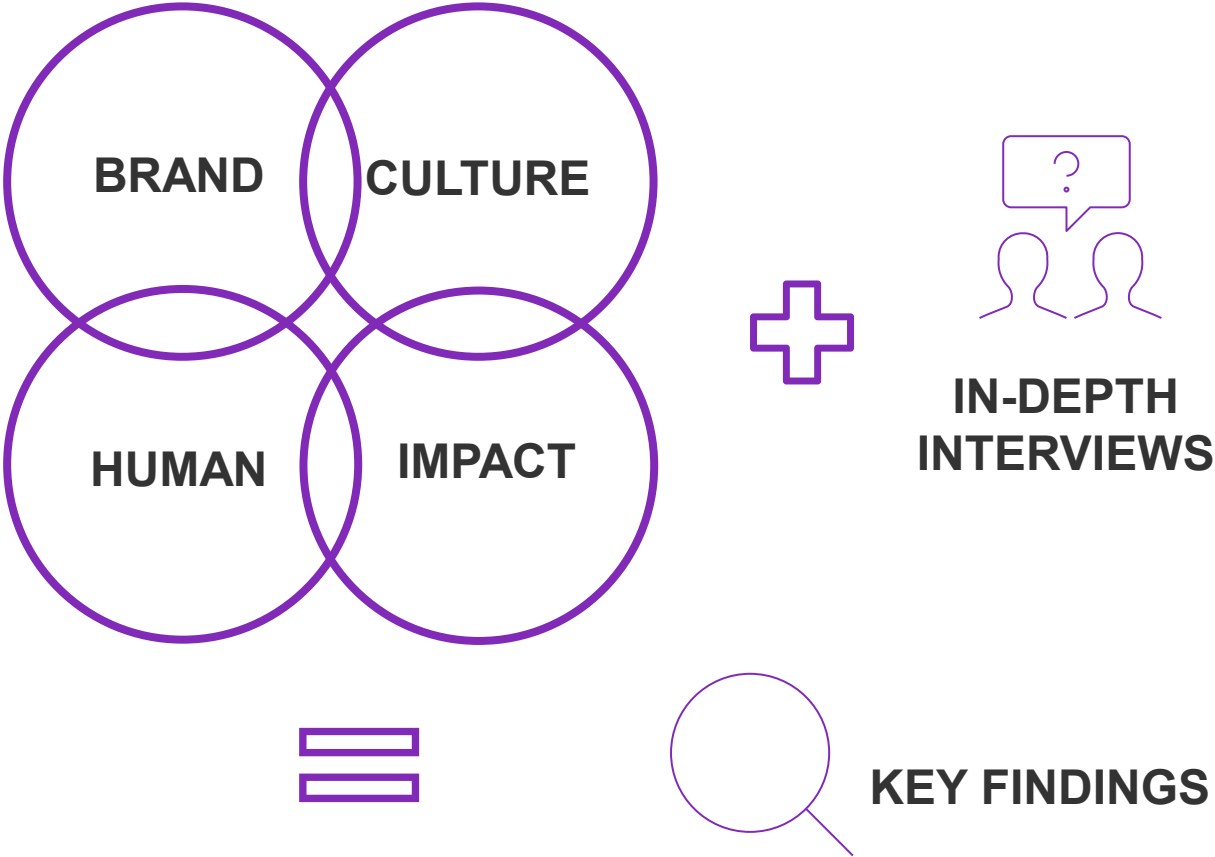 BRAND
CULTURE
HUMAN
IMPACT
?
IN-DEPTH
INTERVIEWS
KEY FINDINGS